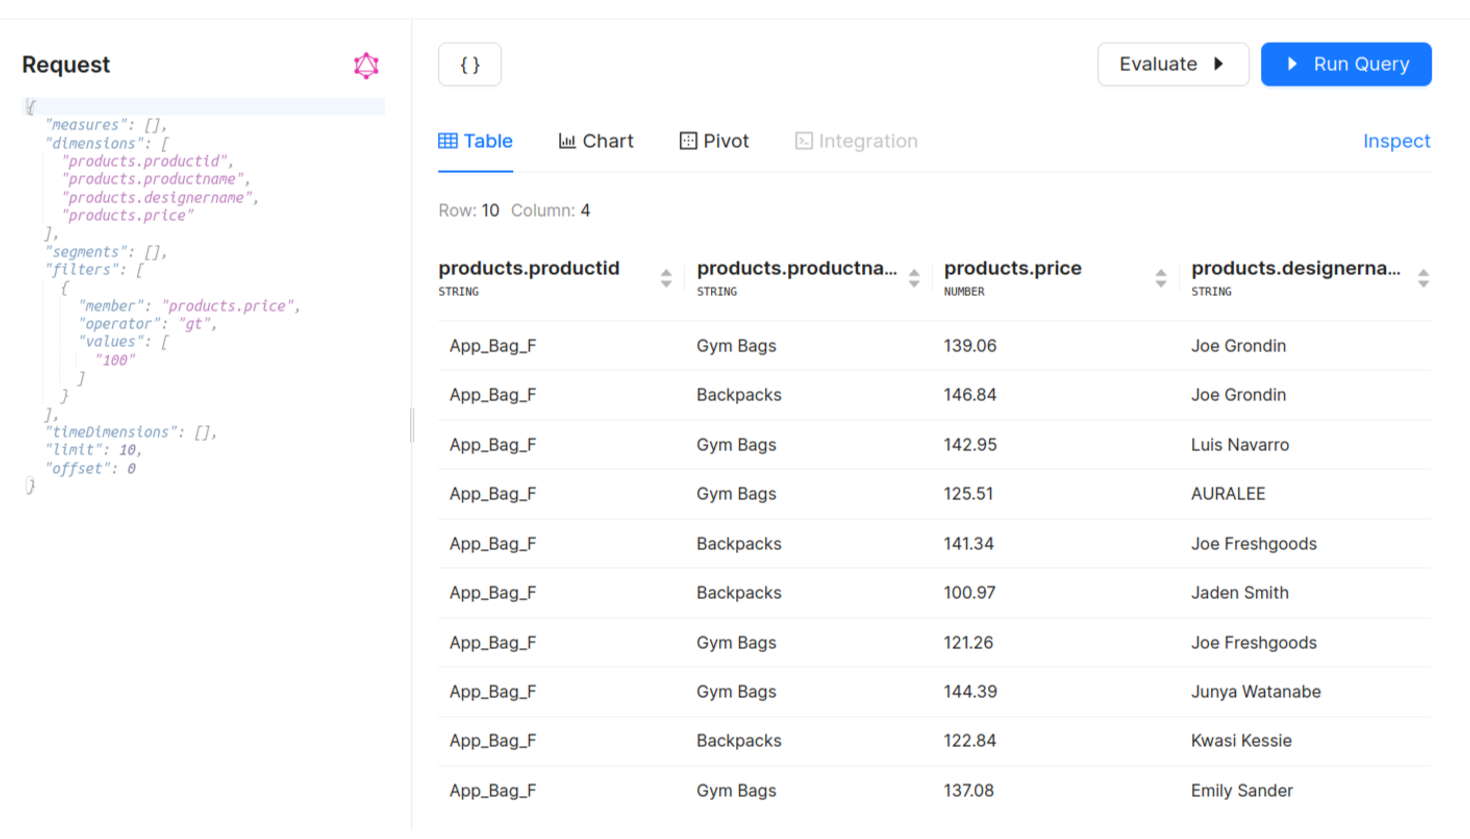 Request
{
"measures": [],
"dimensions": [
"products.productid",
"products.productname",
"products.designername",
"products.price"
],
"segments": [],
"filters": [
{
"member": "products.price",
"operator": "gt",
"values": [
"100"
]
}
],
"timeDimensions": [],
"limit": 10,
"offset": 0
}
{ } Evaluate Run Query
Table Chart Pivot Integration Inspect
Row: 10 Column: 4
products.productid products.productna... products.price products.designerna...
STRING STRING NUMBER STRING
App_Bag_F Gym Bags 139.06 Joe Grondin
App_Bag_F Backpacks 146.84 Joe Grondin
App_Bag_F Gym Bags 142.95 Luis Navarro
App_Bag_F Gym Bags 125.51 AURALEE
App_Bag_F Backpacks 141.34 Joe Freshgoods
App_Bag_F Backpacks 100.97 Jaden Smith
App_Bag_F Gym Bags 121.26 Joe Freshgoods
App_Bag_F Gym Bags 144.39 Junya Watanabe
App_Bag_F Backpacks 122.84 Kwasi Kessie
App_Bag_F Gym Bags 137.08 Emily Sander